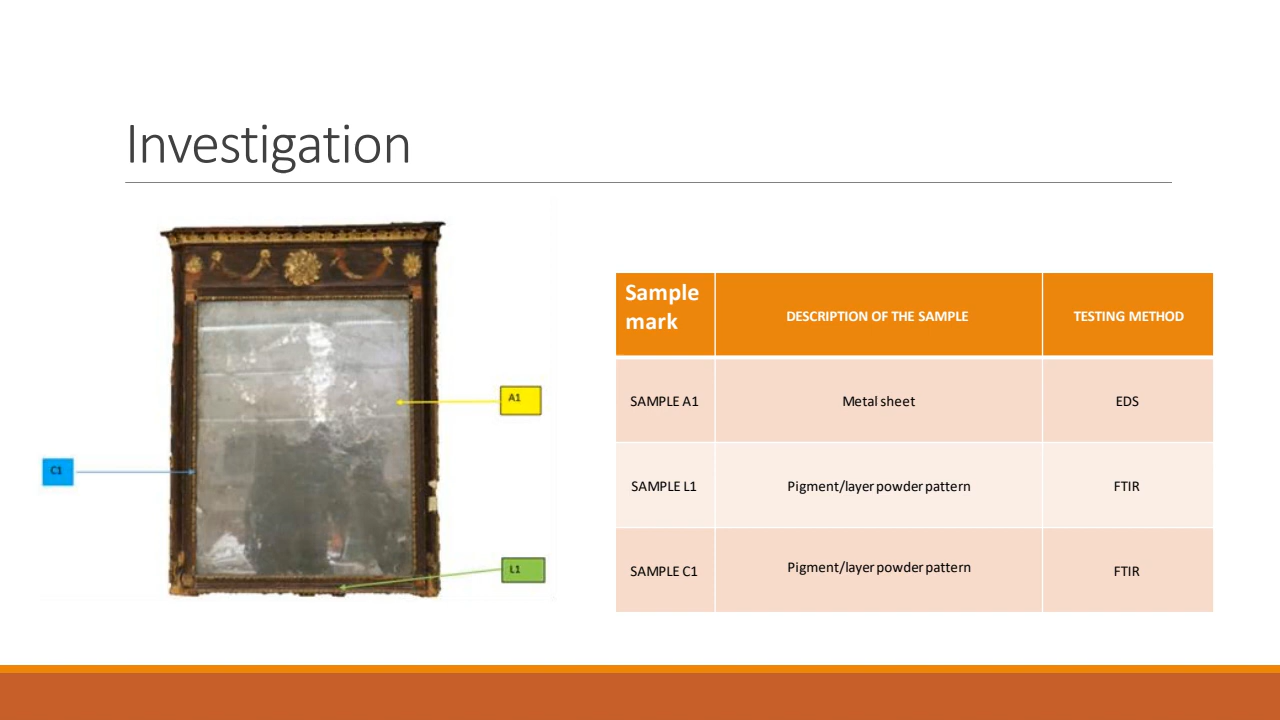 Investigation
A1
C1
L1
Sample
mark
DESCRIPTION OF THE SAMPLE
TESTING METHOD
SAMPLE A1
Metal sheet
EDS
SAMPLE L1
Pigment/layer powder pattern
FTIR
SAMPLE C1
Pigment/layer powder pattern
FTIR